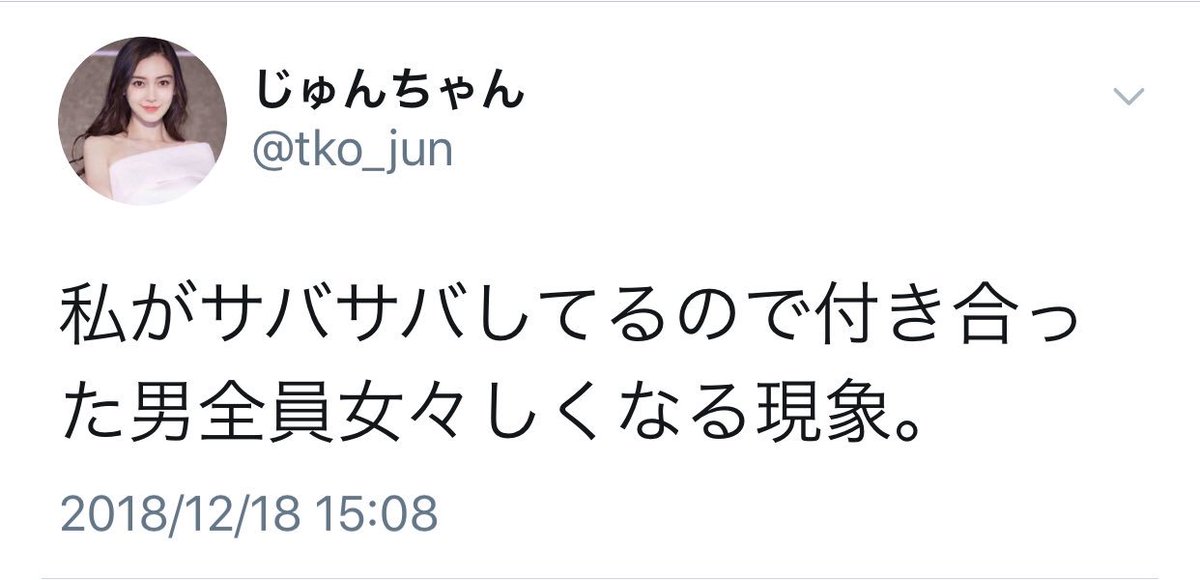 じゅんちゃん
@tko_jun
私がサバサバしてるので付き合っ
た男全員女々しくなる現象。
2018/12/18 15:08